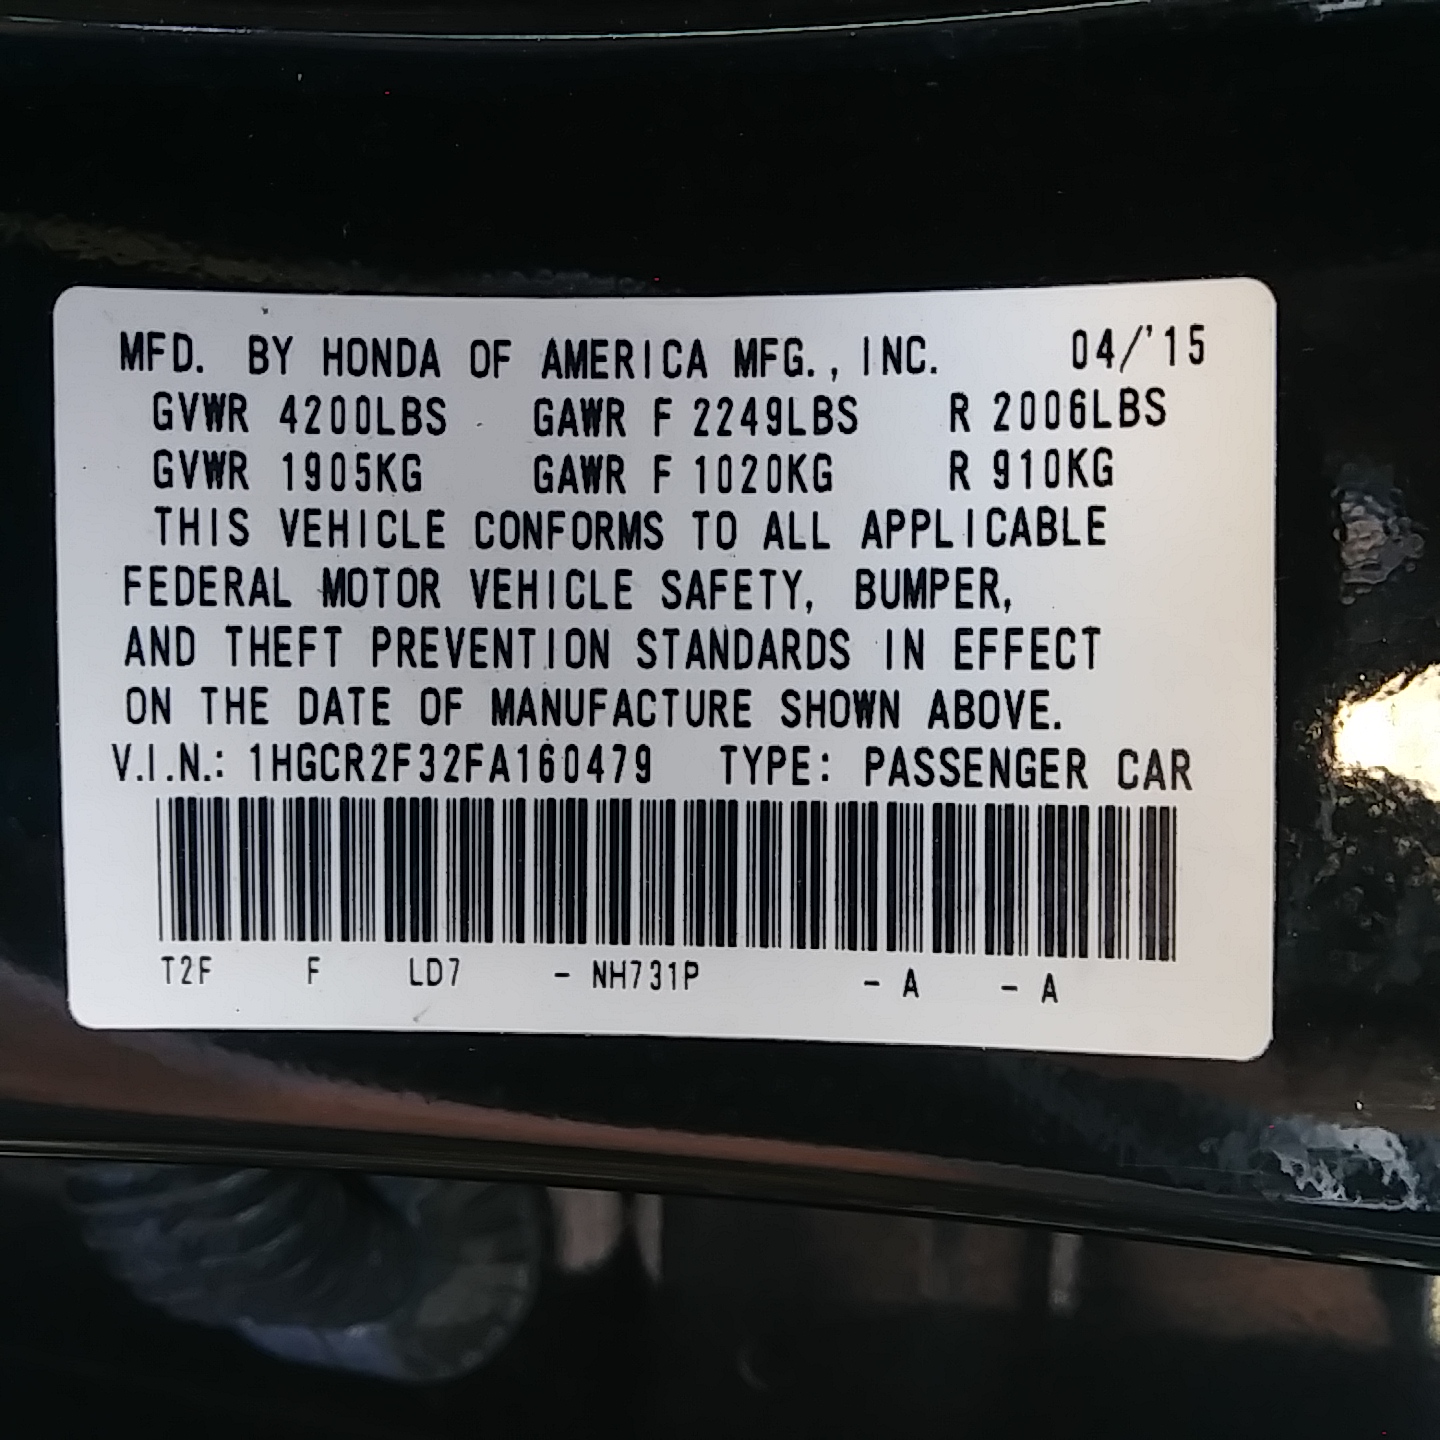 MFD. BY HONDA OF AMERICA MFG., INC. 04/'15
GVWR 4200LBS GAWR F 2249LBS R 2006LBS
GVWR 1905KG GAWR F 1020KG R 910KG
THIS VEHICLE CONFORMS TO ALL APPLICABLE
FEDERAL MOTOR VEHICLE SAFETY, BUMPER,
AND THEFT PREVENTION STANDARDS IN EFFECT
ON THE DATE OF MANUFACTURE SHOWN ABOVE.
V.I.N.: 1HGCR2F32FA160479 TYPE: PASSENGER CAR
T2F F LD7 - NH731P - A - A